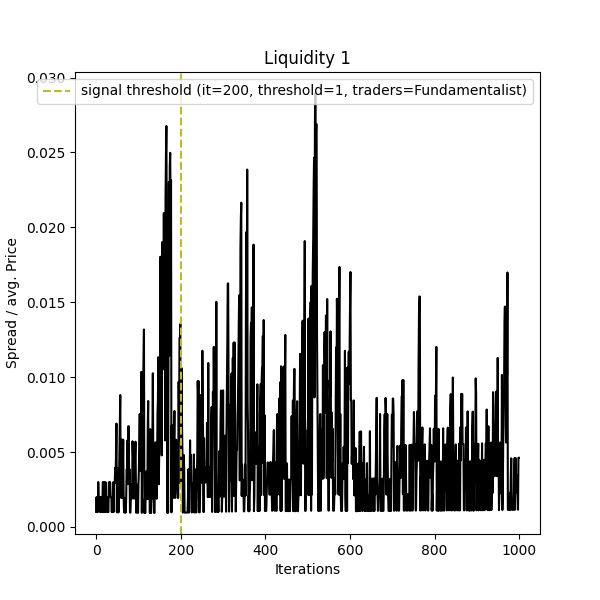 Liquidity 1
signal threshold (it=200, threshold=1, traders=Fundamentalist)
0.030
0.025
0.020
0.015
0.010
0.005
0.000
Spread / avg. Price
0 200 400 600 800 1000
Iterations